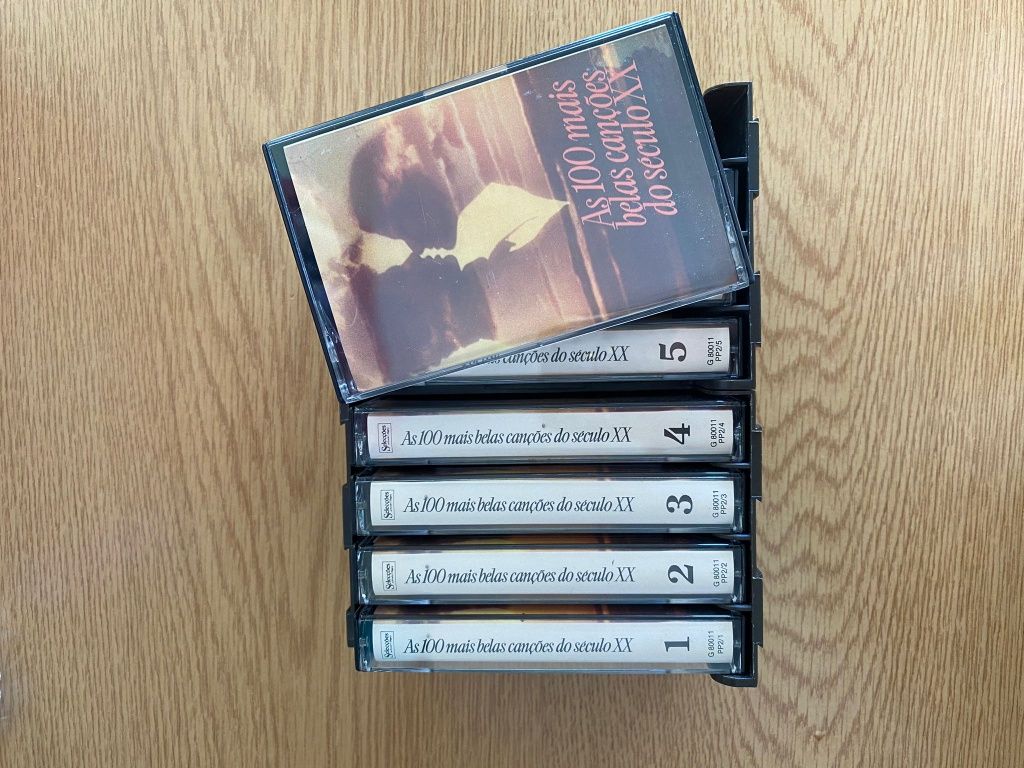 As 100 mais
belas canções
do século XX
canções do século XX
5
G 80011
PP2/5
Selecções
As 100 mais belas canções do século XX
4
G 80011
PP2/4
Selecções
As 100 mais belas canções do século XX
3
G 80011
PP2/3
Selecções
As 100 mais belas canções do século XX
2
G 80011
PP2/2
Selecções
As 100 mais belas canções do século XX
1
G 80011
PP2/1